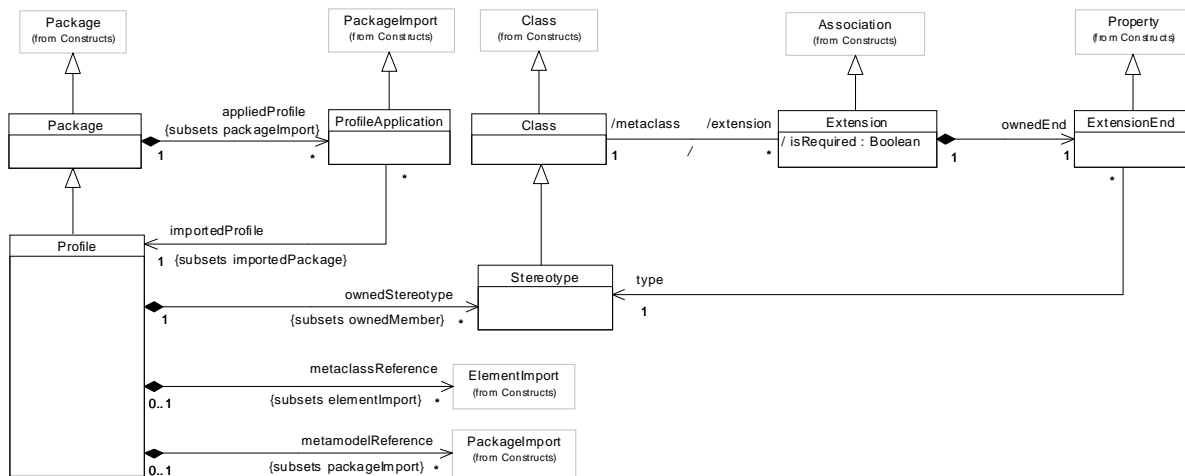 Package
(from Constructs)
PackageImport
(from Constructs)
Class
(from Constructs)
Association
(from Constructs)
Property
(from Constructs)
Package
appliedProfile
{subsets packageImport}
1
*
ProfileApplication
*
Class
/metaclass
/extension
1
/
*
Extension
/ isRequired : Boolean
ownedEnd
1
1
ExtensionEnd
*
importedProfile
1
{subsets importedPackage}
Profile
ownedStereotype
1
{subsets ownedMember}
*
Stereotype
type
1
metaclassReference
0..1
{subsets elementImport}
*
ElementImport
(from Constructs)
metamodelReference
0..1
{subsets packageImport}
*
PackageImport
(from Constructs)